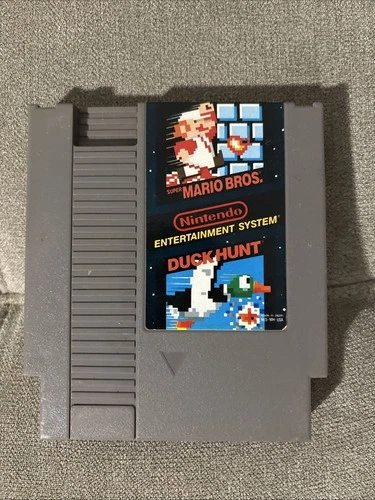 SUPER
MARIO BROS.
Nintendo
ENTERTAINMENT SYSTEM
DUCK HUNT